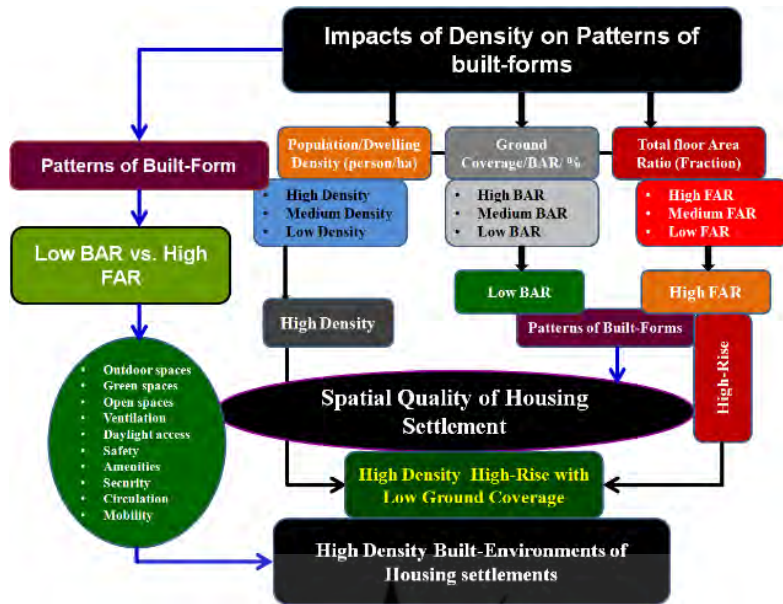 Impacts of Density on Patterns of
built-forms
Patterns of Built-Form
Population/Dwelling
Density (person/ha)
Ground
Coverage/BAR/ %
Total floor Area
Ratio (Fraction)
• High Density
• Medium Density
• Low Density
• High BAR
• Medium BAR
• Low BAR
• High FAR
• Medium FAR
• Low FAR
Low BAR vs. High
FAR
Low BAR
High FAR
High Density
Patterns of Built-Forms
High-Rise
• Outdoor spaces
• Green spaces
• Open spaces
• Ventilation
• Daylight access
• Safety
• Amenities
• Security
• Circulation
• Mobility
Spatial Quality of Housing
Settlement
High Density High-Rise with
Low Ground Coverage
High Density Built-Environments of
Housing settlements